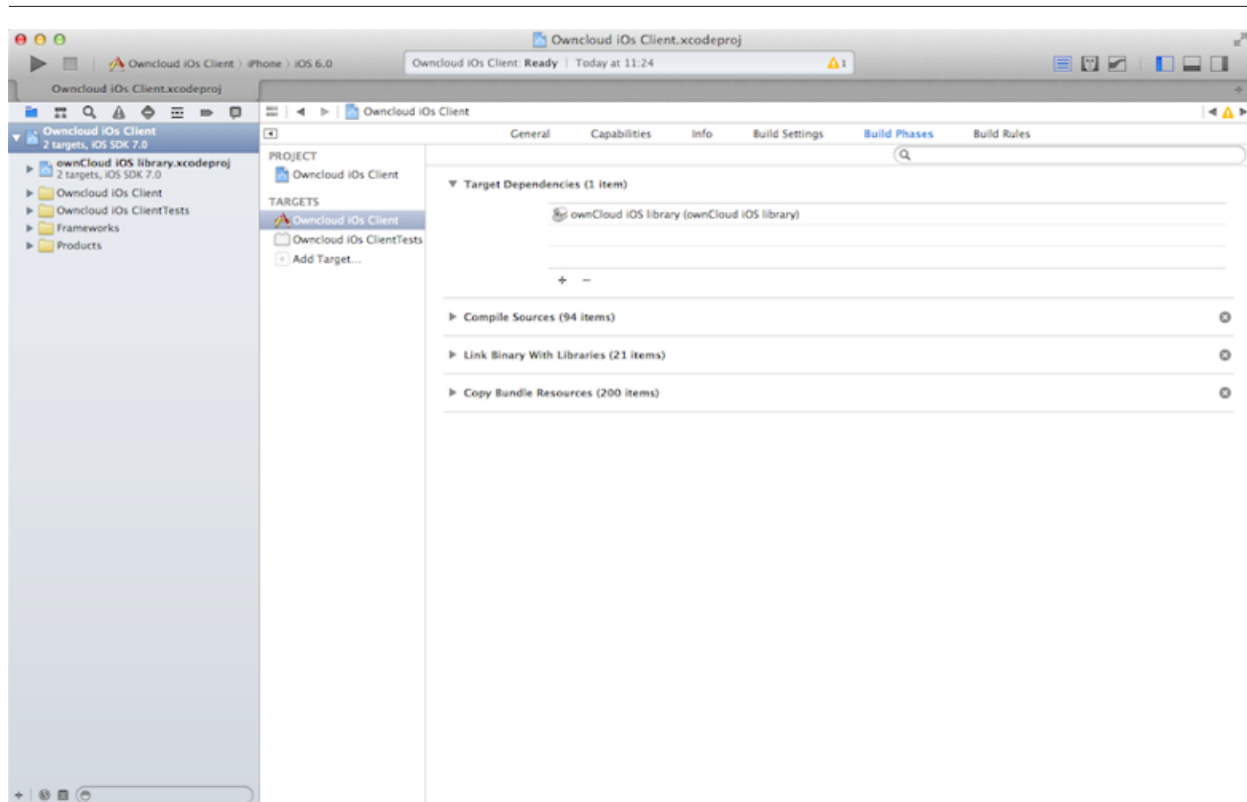 Owncloud iOs Client.xcodeproj
Owncloud iOs Client iPhone iOS 6.0
Owncloud iOs Client: Ready Today at 11:24 1
Owncloud iOs Client.xcodeproj
Owncloud iOs Client
Owncloud iOs Client
2 targets, iOS SDK 7.0
ownCloud iOS library.xcodeproj
2 targets, iOS SDK 7.0
Owncloud iOs Client
Owncloud iOs ClientTests
Frameworks
Products
General Capabilities Info Build Settings Build Phases Build Rules
PROJECT
Owncloud iOs Client
TARGETS
Owncloud iOs Client
Owncloud iOs ClientTests
Add Target...
Target Dependencies (1 item)
ownCloud iOS library (ownCloud iOS library)
Compile Sources (94 items)
Link Binary With Libraries (21 items)
Copy Bundle Resources (200 items)